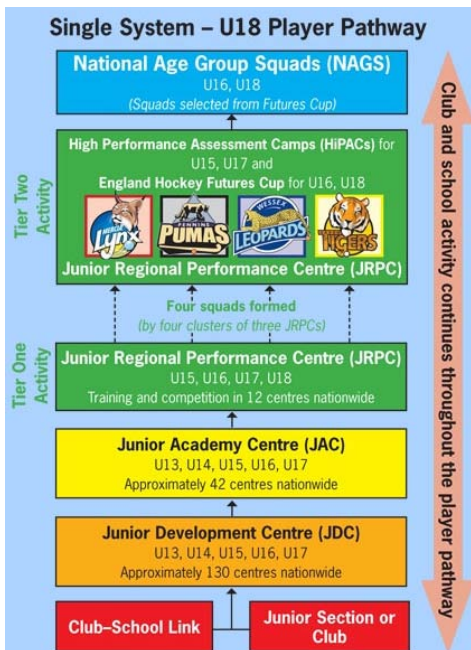 Single System – U18 Player Pathway
National Age Group Squads (NAGS)
U16, U18
(Squads selected from Futures Cup)
High Performance Assessment Camps (HiPACs) for
U15, U17 and
England Hockey Futures Cup for U16, U18
MERCIA
Lynx
PENNINE
PUMAS
WESSEX
LEOPARDS
TIGERS
Junior Regional Performance Centre (JRPC)
Tier Two
Activity
Four squads formed
(by four clusters of three JRPCs)
Junior Regional Performance Centre (JRPC)
U15, U16, U17, U18
Training and competition in 12 centres nationwide
Tier One
Activity
Junior Academy Centre (JAC)
U13, U14, U15, U16, U17
Approximately 42 centres nationwide
Junior Development Centre (JDC)
U13, U14, U15, U16, U17
Approximately 130 centres nationwide
Club–School Link
Junior Section or
Club
Club and school activity continues throughout the player pathway